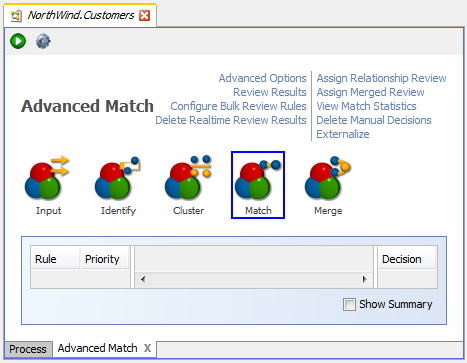 NorthWind.Customers
Advanced Match
Advanced Options
Review Results
Configure Bulk Review Rules
Delete Realtime Review Results
Assign Relationship Review
Assign Merged Review
View Match Statistics
Delete Manual Decisions
Externalize
Input
Identify
Cluster
Match
Merge
Rule
Priority
Decision
Show Summary
Process
Advanced Match X